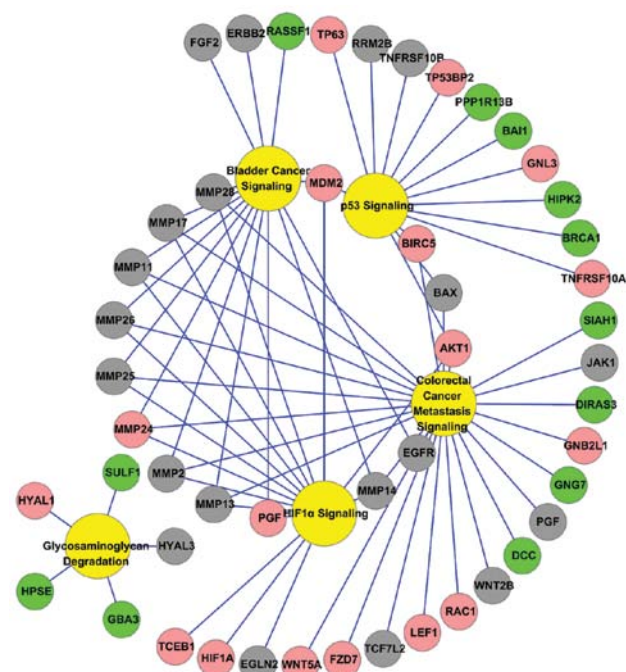 FGF2
ERBB2
RASSF1
TP63
RRM2B
TNFRSF10B
TP53BP2
PPP1R13B
BAI1
GNL3
HIPK2
BRCA1
TNFRSF10A
Bladder Cancer
Signaling
MDM2
p53 Signaling
MMP28
MMP17
MMP11
MMP26
MMP25
MMP24
MMP2
MMP13
BIRC5
BAX
AKT1
SIAH1
JAK1
DIRAS3
GNB2L1
GNG7
PGF
DCC
WNT2B
RAC1
LEF1
TCF7L2
FZD7
WNT5A
EGLN2
HIF1A
TCEB1
Colorectal
Cancer
Metastasis
Signaling
EGFR
MMP14
PGF
HIF1α Signaling
SULF1
HYAL1
Glycosaminoglycan
Degradation
HYAL3
HPSE
GBA3